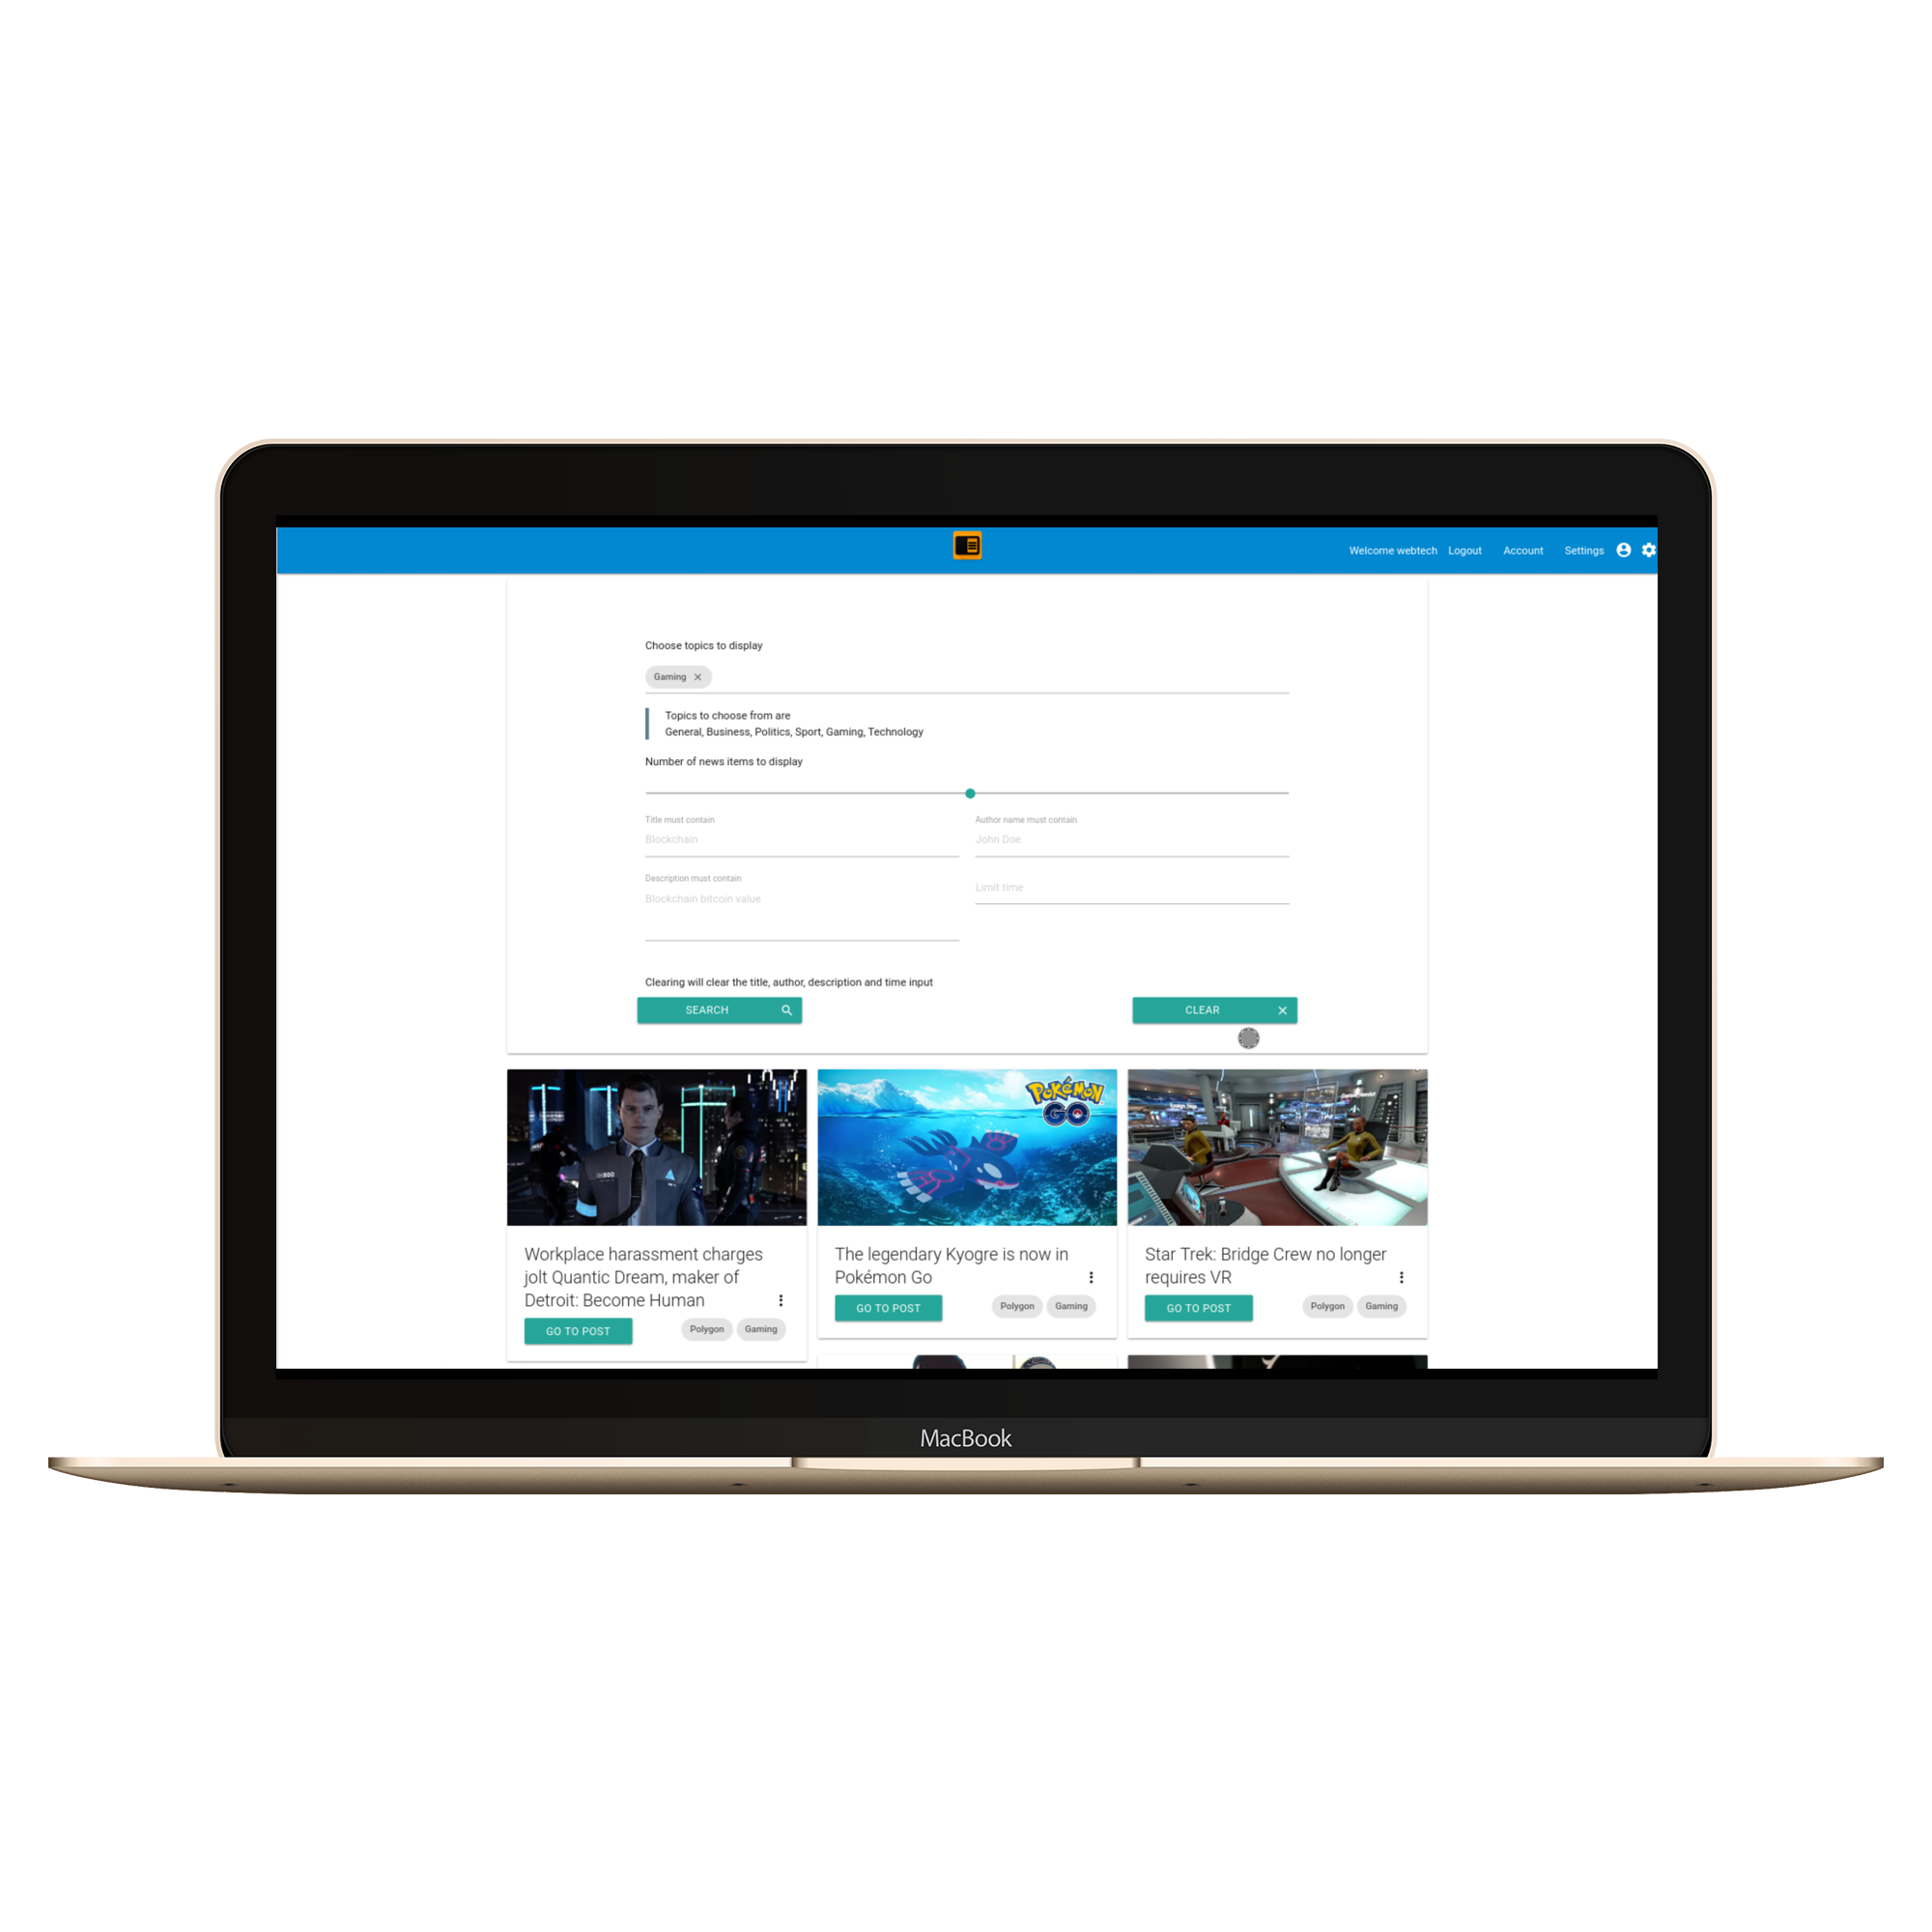 Welcome webtech Logout Account Settings
Choose topics to display
Gaming
Topics to choose from are
General, Business, Politics, Sport, Gaming, Technology
Number of news items to display
Title must contain
Blockchain
Author name must contain
John Doe
Description must contain
Blockchain bitcoin value
Limit time
Clearing will clear the title, author, description and time input
SEARCH
CLEAR
POKÉMON
GO
Workplace harassment charges
jolt Quantic Dream, maker of
Detroit: Become Human
GO TO POST
Polygon Gaming
The legendary Kyogre is now in
Pokémon Go
GO TO POST
Polygon Gaming
Star Trek: Bridge Crew no longer
requires VR
GO TO POST
Polygon Gaming
MacBook